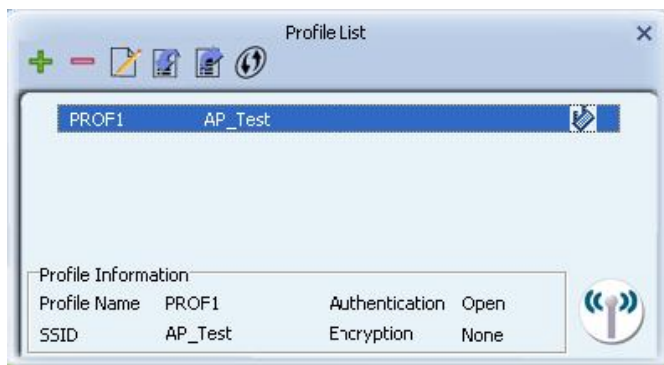 Profile List
PROF1 AP_Test
Profile Information
Profile Name PROF1 Authentication Open
SSID AP_Test Encryption None